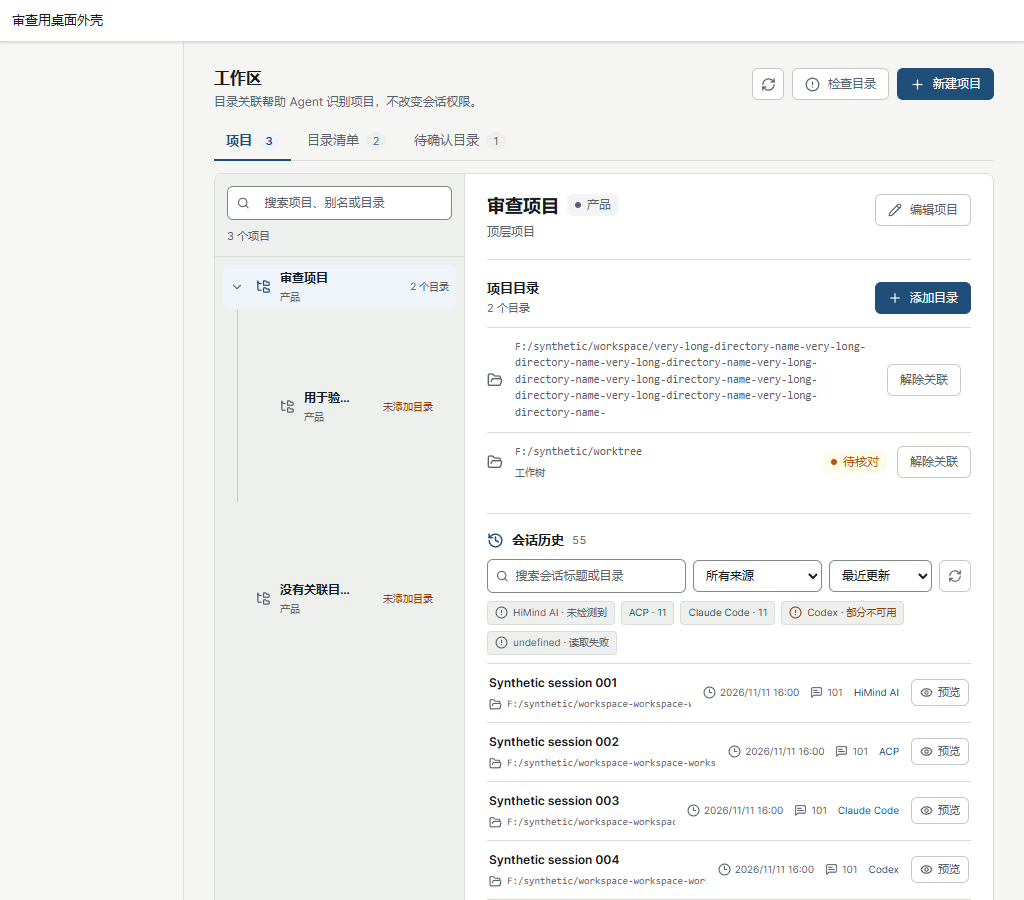 审查用桌面外壳
工作区
目录关联帮助 Agent 识别项目，不改变会话权限。
检查目录
新建项目
项目 3
目录清单 2
待确认目录 1
搜索项目、别名或目录
3 个项目
审查项目
产品
2 个目录
用于验...
产品
未添加目录
没有关联目...
产品
未添加目录
审查项目
产品
顶层项目
编辑项目
项目目录
2 个目录
添加目录
F:/synthetic/workspace/very-long-directory-name-very-long-
directory-name-very-long-directory-name-very-long-
directory-name-very-long-directory-name-very-long-
directory-name-very-long-directory-name-very-long-
directory-name-
解除关联
F:/synthetic/worktree
工作树
待核对
解除关联
会话历史 55
搜索会话标题或目录
所有来源
最近更新
HiMind AI · 未检测到
ACP · 11
Claude Code · 11
Codex · 部分不可用
undefined · 读取失败
Synthetic session 001
F:/synthetic/workspace-workspace-w
2026/11/11 16:00
101
HiMind AI
预览
Synthetic session 002
F:/synthetic/workspace-workspace-works
2026/11/11 16:00
101
ACP
预览
Synthetic session 003
F:/synthetic/workspace-workspac
2026/11/11 16:00
101
Claude Code
预览
Synthetic session 004
F:/synthetic/workspace-workspace-wor
2026/11/11 16:00
101
Codex
预览